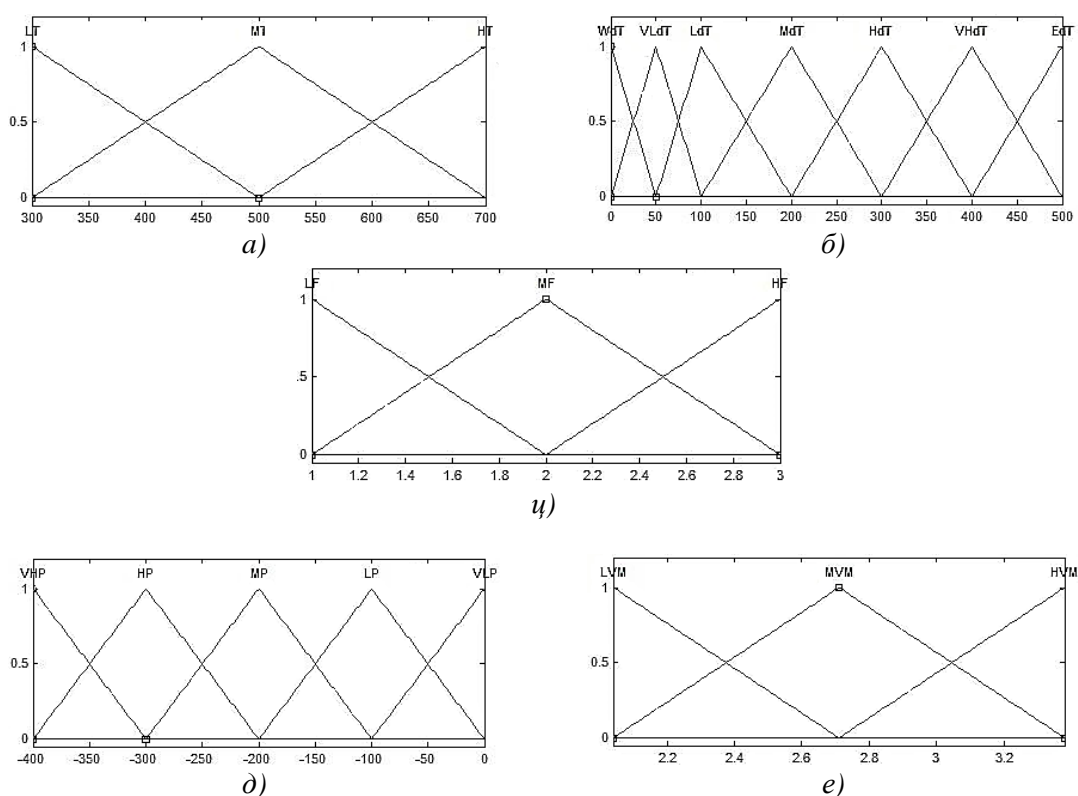 LT MT HT
1
0.5
0
300 350 400 450 500 550 600 650 700
а)
WdT VLdT LdT MdT HdT VHdT EdT
1
0.5
0
0 50 100 150 200 250 300 350 400 450 500
б)
LF MF HF
1
.5
0
1 1.2 1.4 1.6 1.8 2 2.2 2.4 2.6 2.8 3
ц)
VHP HP MP LP VLP
1
0.5
0
-400 -350 -300 -250 -200 -150 -100 -50 0
д)
LVM MVM HVM
1
0.5
0
2.2 2.4 2.6 2.8 3 3.2
е)